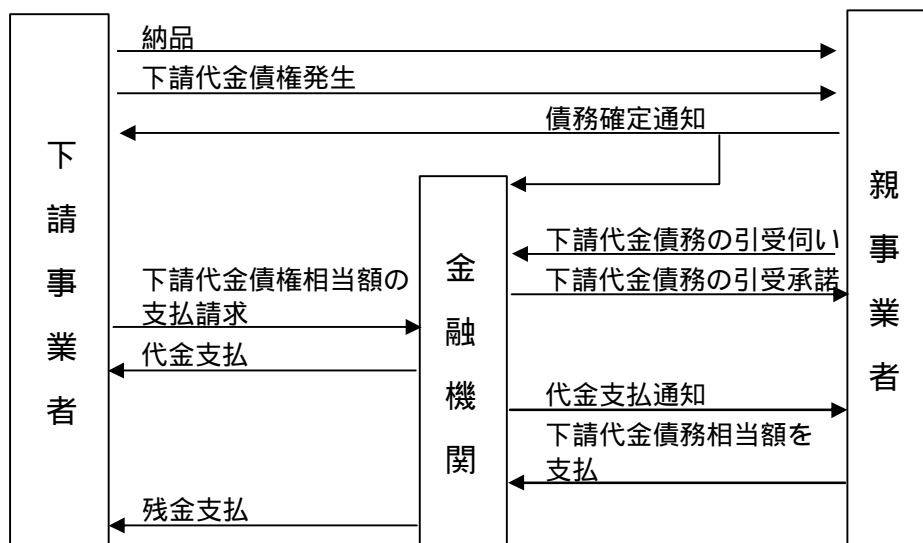 納品
下請代金債権発生
債務確定通知
下請事業者
金融機関
親事業者
下請代金債務の引受伺い
下請代金債権相当額の
支払請求
下請代金債務の引受承諾
代金支払
代金支払通知
下請代金債務相当額を
支払
残金支払